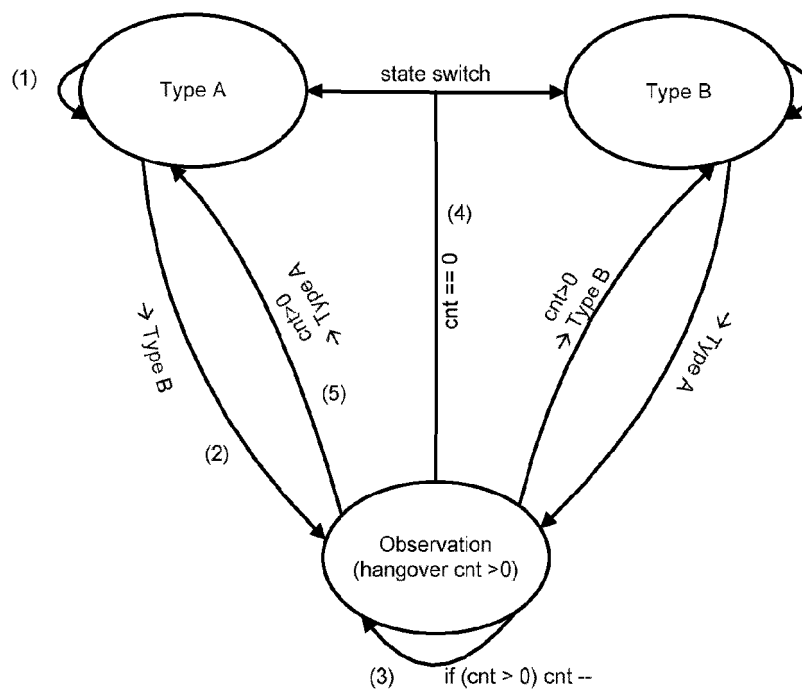 (1)
Type A
state switch
Type B
(4)
cnt == 0
cnt>0
→ Type A
cnt>0
→ Type B
→ Type B
→ Type A
(5)
(2)
Observation
(hangover cnt >0)
(3)
if (cnt > 0) cnt --